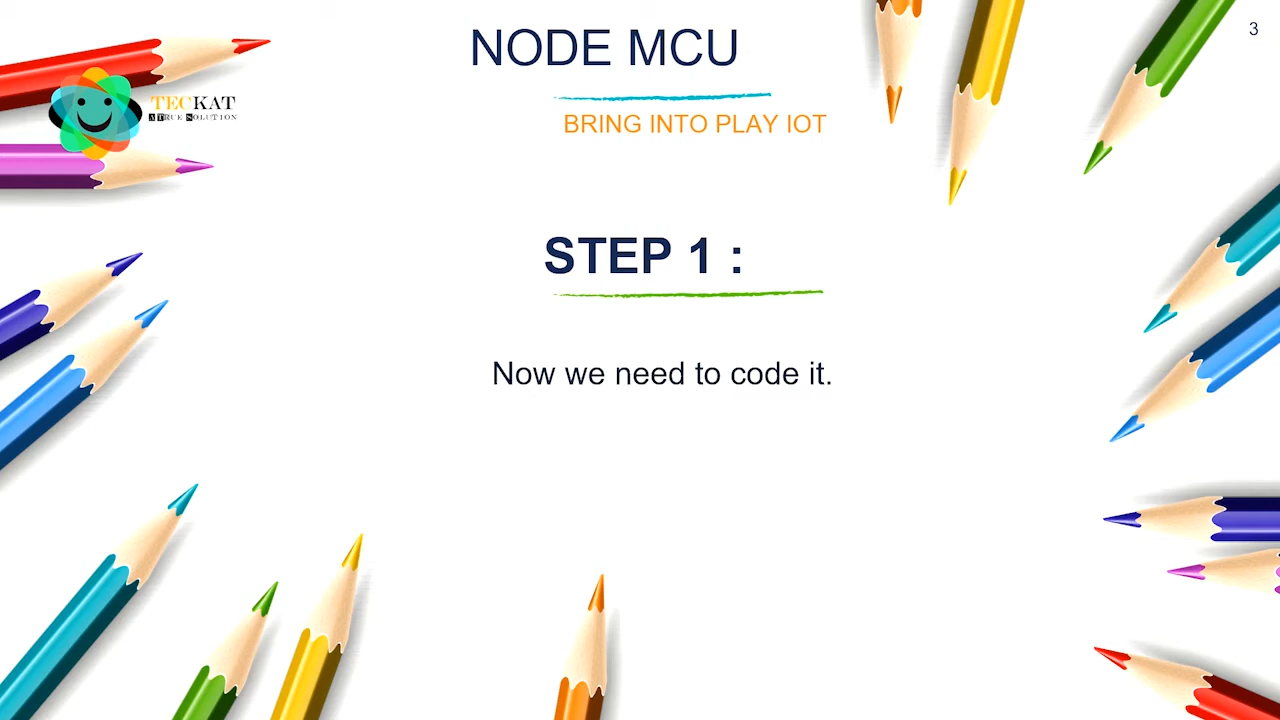 NODE MCU
3
TECKAT
A TRUE SOLUTION
BRING INTO PLAY IOT
STEP 1 :
Now we need to code it.